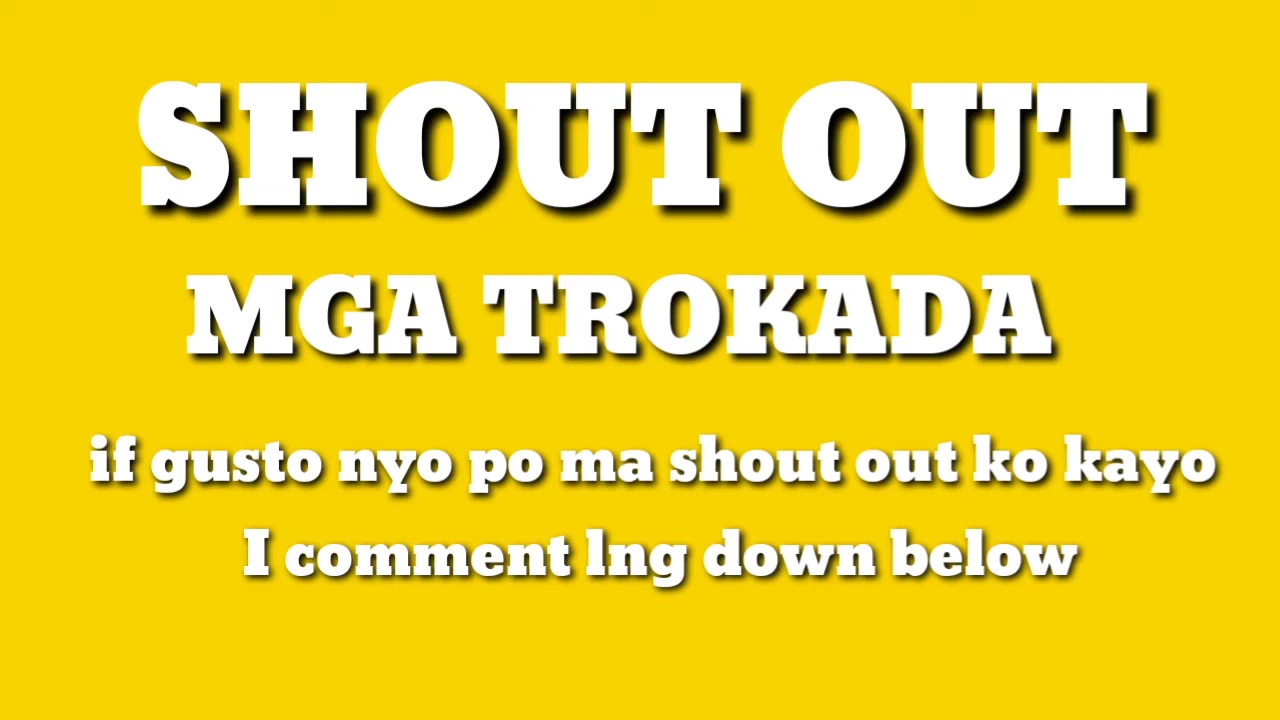 SHOUT OUT
MGA TROKADA
if gusto nyo po ma shout out ko kayo
I comment lng down below